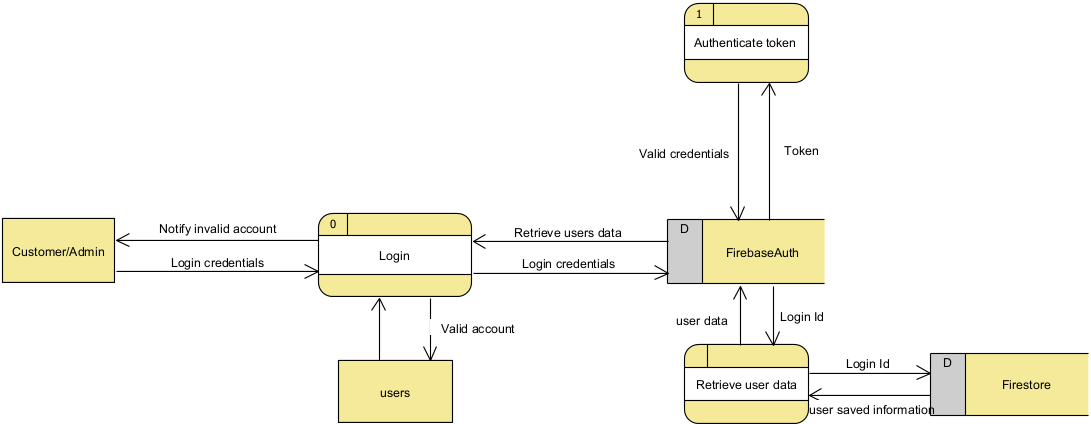 1
Authenticate token
Valid credentials
Token
Notify invalid account
0
Retrieve users data
D
Customer/Admin
Login
FirebaseAuth
Login credentials
Login credentials
user data
Login Id
Valid account
Login Id
D
users
Retrieve user data
Firestore
user saved information